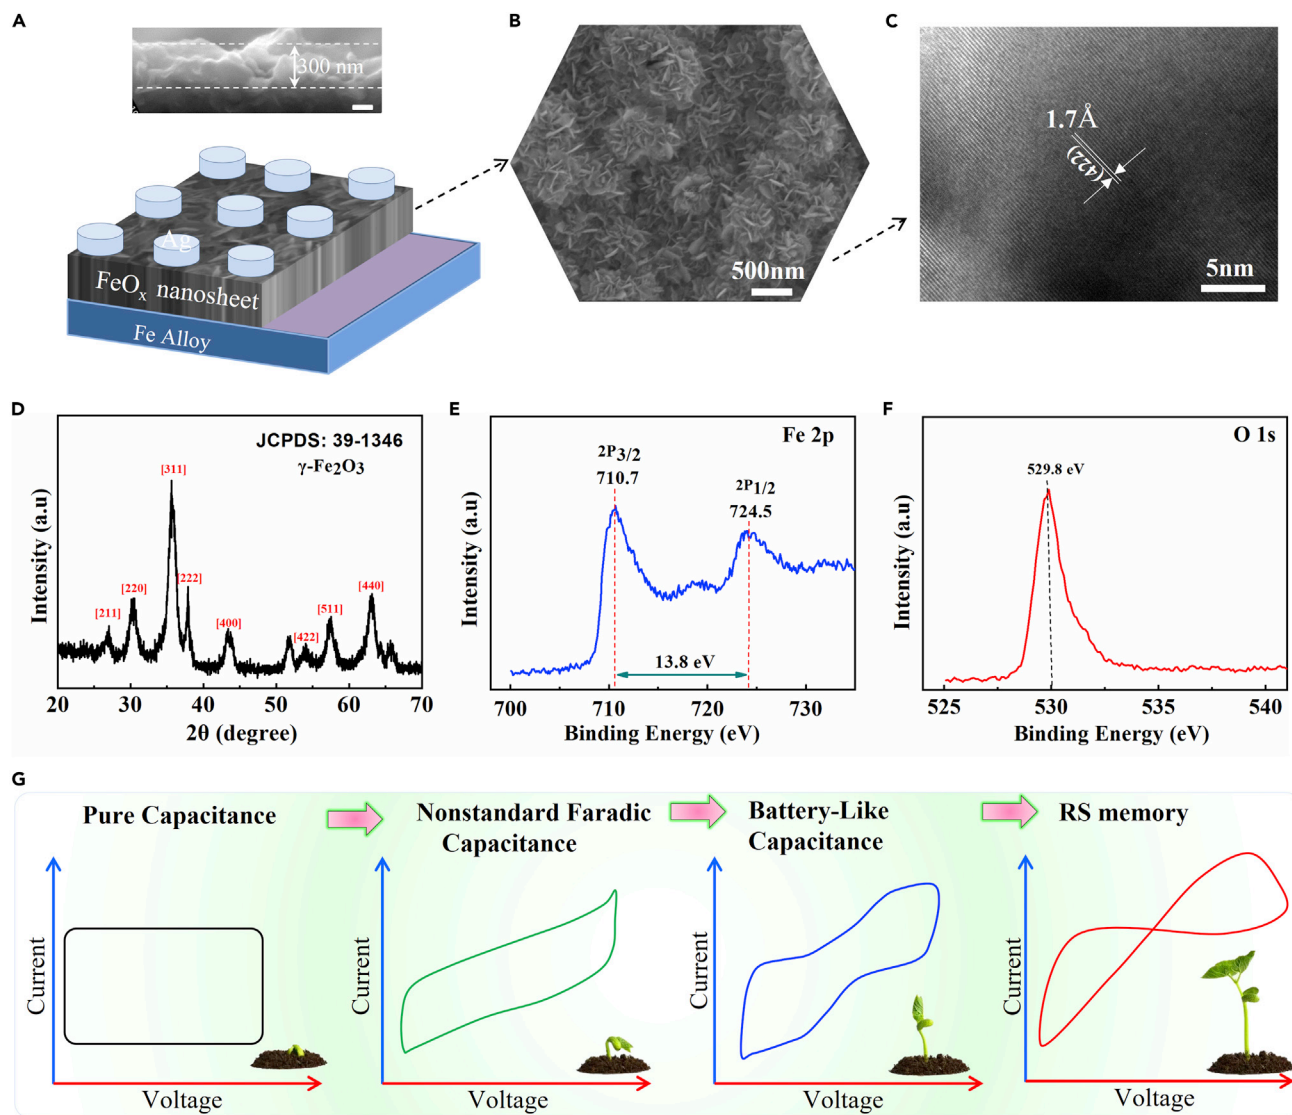 A
300 nm
Ag
FeOₓ nanosheet
Fe Alloy
B
500nm
C
1.7Å
(422)
5nm
D
JCPDS: 39-1346
γ-Fe₂O₃
[311]
[222]
[220]
[211]
[400]
[422]
[511]
[440]
Intensity (a.u)
20 30 40 50 60 70
2θ (degree)
E
Fe 2p
2P3/2
710.7
2P1/2
724.5
13.8 eV
Intensity (a.u)
700 710 720 730
Binding Energy (eV)
F
O 1s
529.8 eV
Intensity (a.u)
525 530 535 540
Binding Energy (eV)
G
Pure Capacitance
Current
Voltage
Nonstandard Faradic
Capacitance
Current
Voltage
Battery-Like
Capacitance
Current
Voltage
RS memory
Current
Voltage